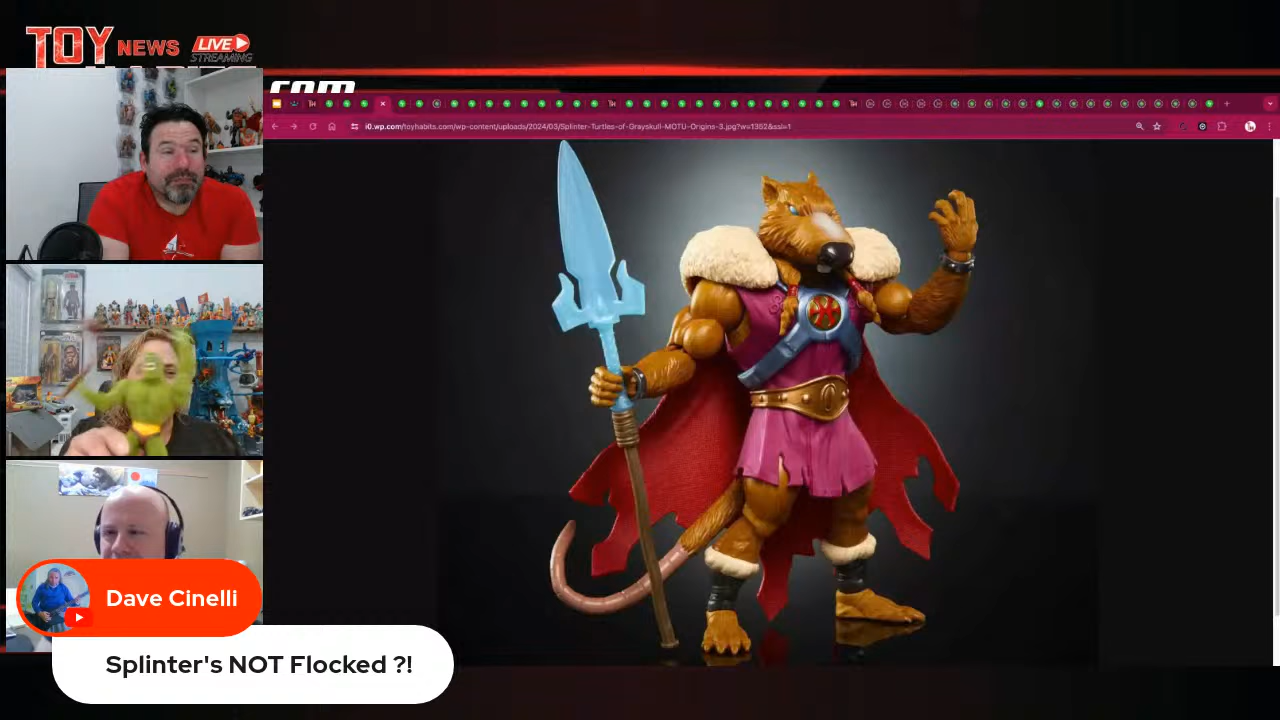 TOY NEWS
LIVE
STREAMING
.com
i0.wp.com/toyhabits.com/wp-content/uploads/2024/03/Splinter-Turtles-of-Grayskull-MOTU-Origins-3.jpg?w=1352&ssl=1
Dave Cinelli
Splinter's NOT Flocked ?!